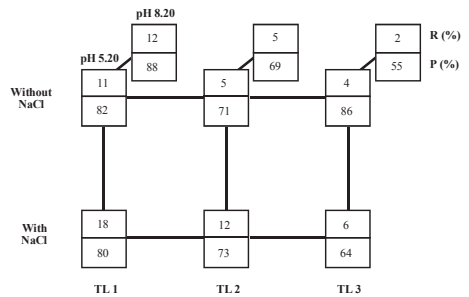 pH 8.20
12 5 2 R (%)
88 69 55 P (%)
pH 5.20
Without NaCl
11 5 4
82 71 86
With NaCl
18 12 6
80 73 64
TL 1 TL 2 TL 3